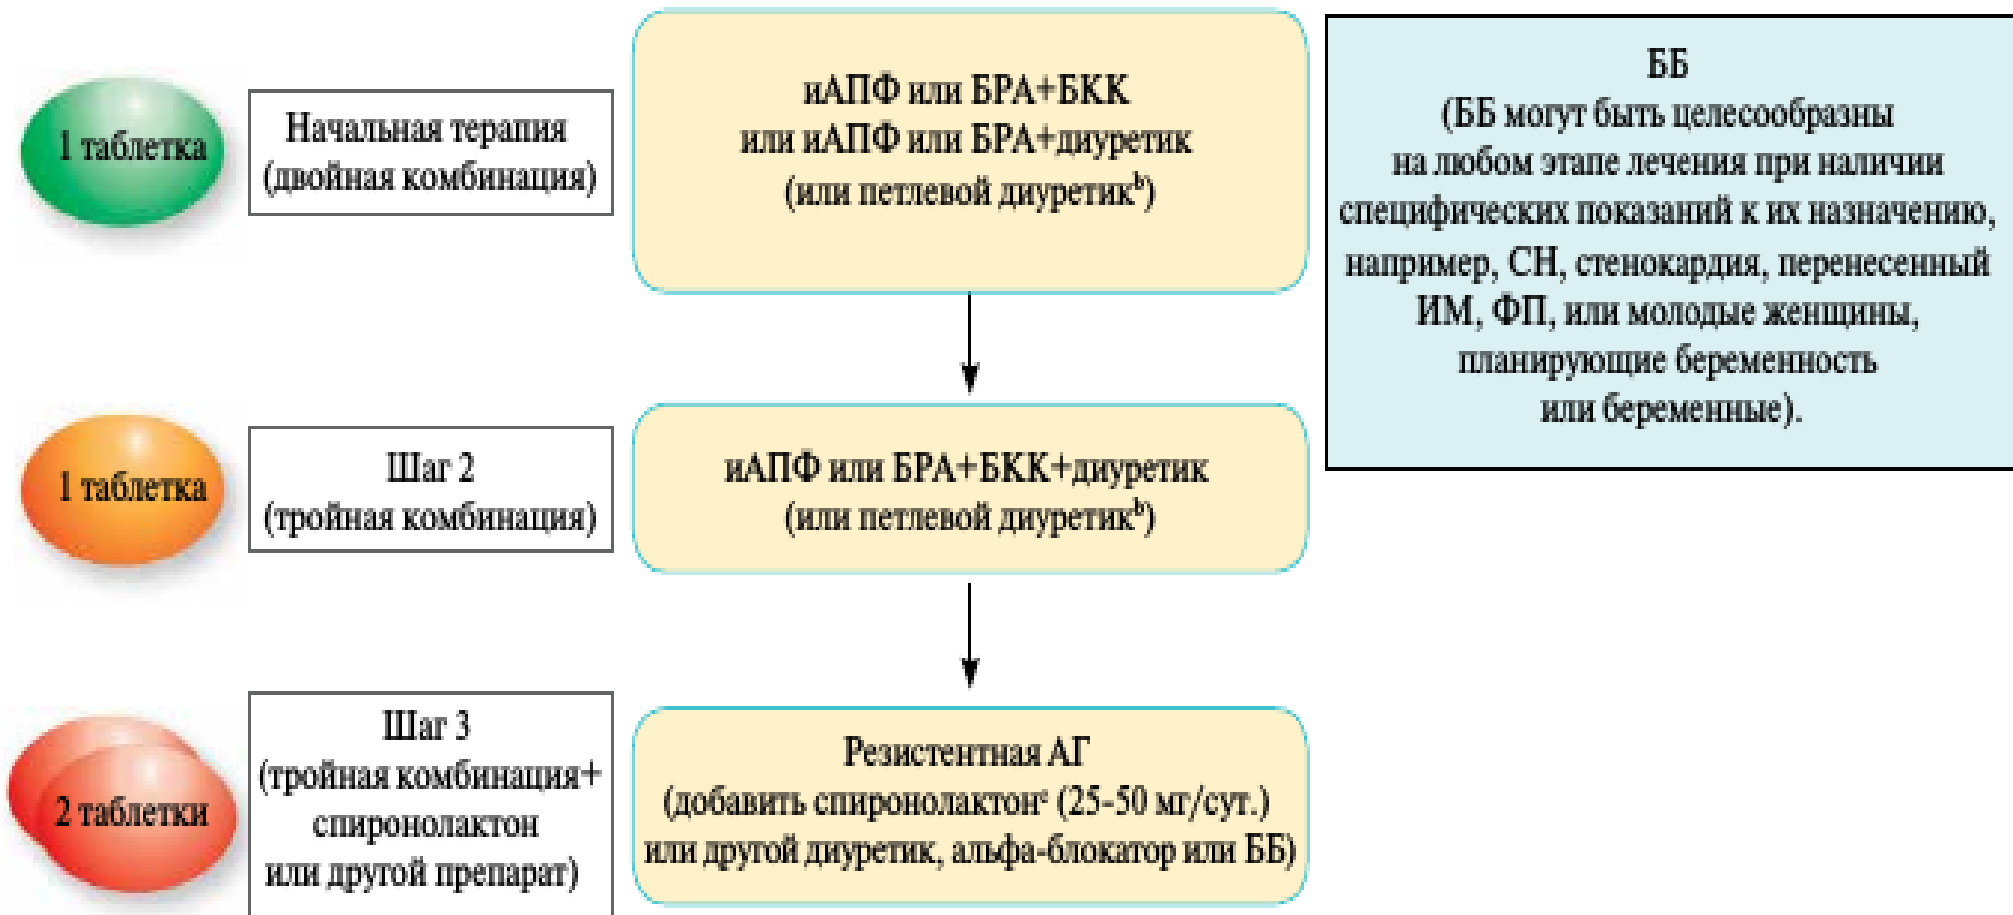 1 таблетка
Начальная терапия
(двойная комбинация)
иАПФ или БРА+БКК
или иАПФ или БРА+диуретик
(или петлевой диуретикᵇ)
ББ
(ББ могут быть целесообразны
на любом этапе лечения при наличии
специфических показаний к их назначению,
например, СН, стенокардия, перенесенный
ИМ, ФП, или молодые женщины,
планирующие беременность
или беременные).
1 таблетка
Шаг 2
(тройная комбинация)
иАПФ или БРА+БКК+диуретик
(или петлевой диуретикᵇ)
2 таблетки
Шаг 3
(тройная комбинация+
спиронолактон
или другой препарат)
Резистентная АГ
(добавить спиронолактонᶜ (25-50 мг/сут.)
или другой диуретик, альфа-блокатор или ББ)